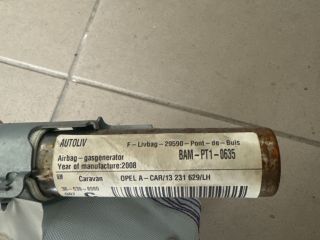 AUTOLIV F-Livbag-29590-Pont-de-Buis
Airbag-gasgenerator BAM-PT1-0635
Year of manufacture:2008
Caravan OPEL A-CAR/13 231 629/LH